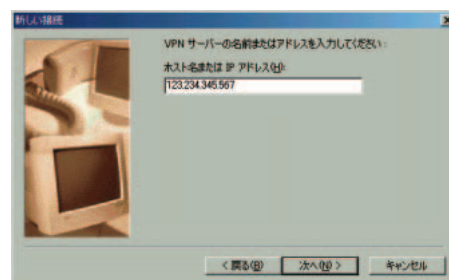 新しい接続
VPN サーバーの名前またはアドレスを入力してください:
ホスト名または IP アドレス(H):
123.234.345.567
< 戻る(B)
次へ(N) >
キャンセル